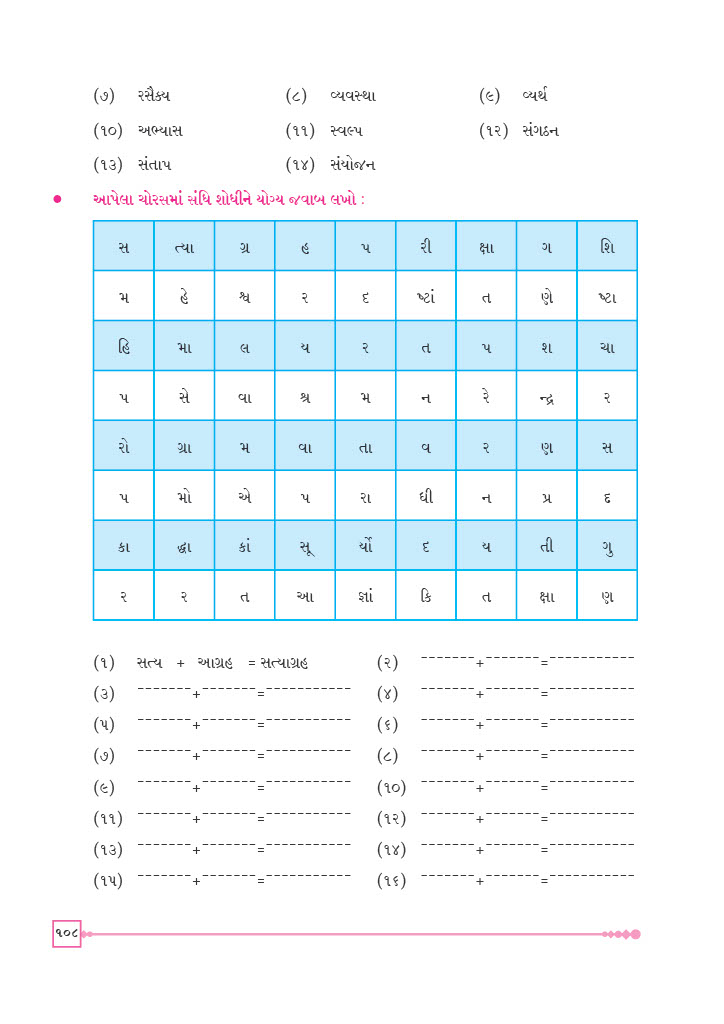 (૭) રસૈક્ય (૮) વ્યવસ્થા (૯) વ્યર્થ
(૧૦) અભ્યાસ (૧૧) સ્વલ્પ (૧૨) સંગઠન
(૧૩) સંતાપ (૧૪) સંયોજન
● આપેલા ચોરસમાં સંધિ શોધીને યોગ્ય જવાબ લખો :
સ ત્યા ગ્ર હ પ રી ક્ષા ગ શિ
મ હે શ્વ ર દ ષ્ટાં ત ણે ષ્ટા
હિ મા લ ય ર ત પ શ ચા
પ સે વા શ્ર મ ન રે ન્દ્ર ર
રો ગ્રા મ વા તા વ ર ણ સ
પ મો એ પ રા ધી ન પ્ર દ્દ
કા દ્ધા કાં સૂ ર્યો દ ય તી ગુ
ર ર ત આ જ્ઞાં કિ ત ક્ષા ણ
(૧) સત્ય + આગ્રહ = સત્યાગ્રહ (૨) -------+-------=-----------
(૩) -------+-------=----------- (૪) -------+-------=-----------
(૫) -------+-------=----------- (૬) -------+-------=-----------
(૭) -------+-------=----------- (૮) -------+-------=-----------
(૯) -------+-------=----------- (૧૦) -------+-------=-----------
(૧૧) -------+-------=----------- (૧૨) -------+-------=-----------
(૧૩) -------+-------=----------- (૧૪) -------+-------=-----------
(૧૫) -------+-------=----------- (૧૬) -------+-------=-----------
૧૦૮